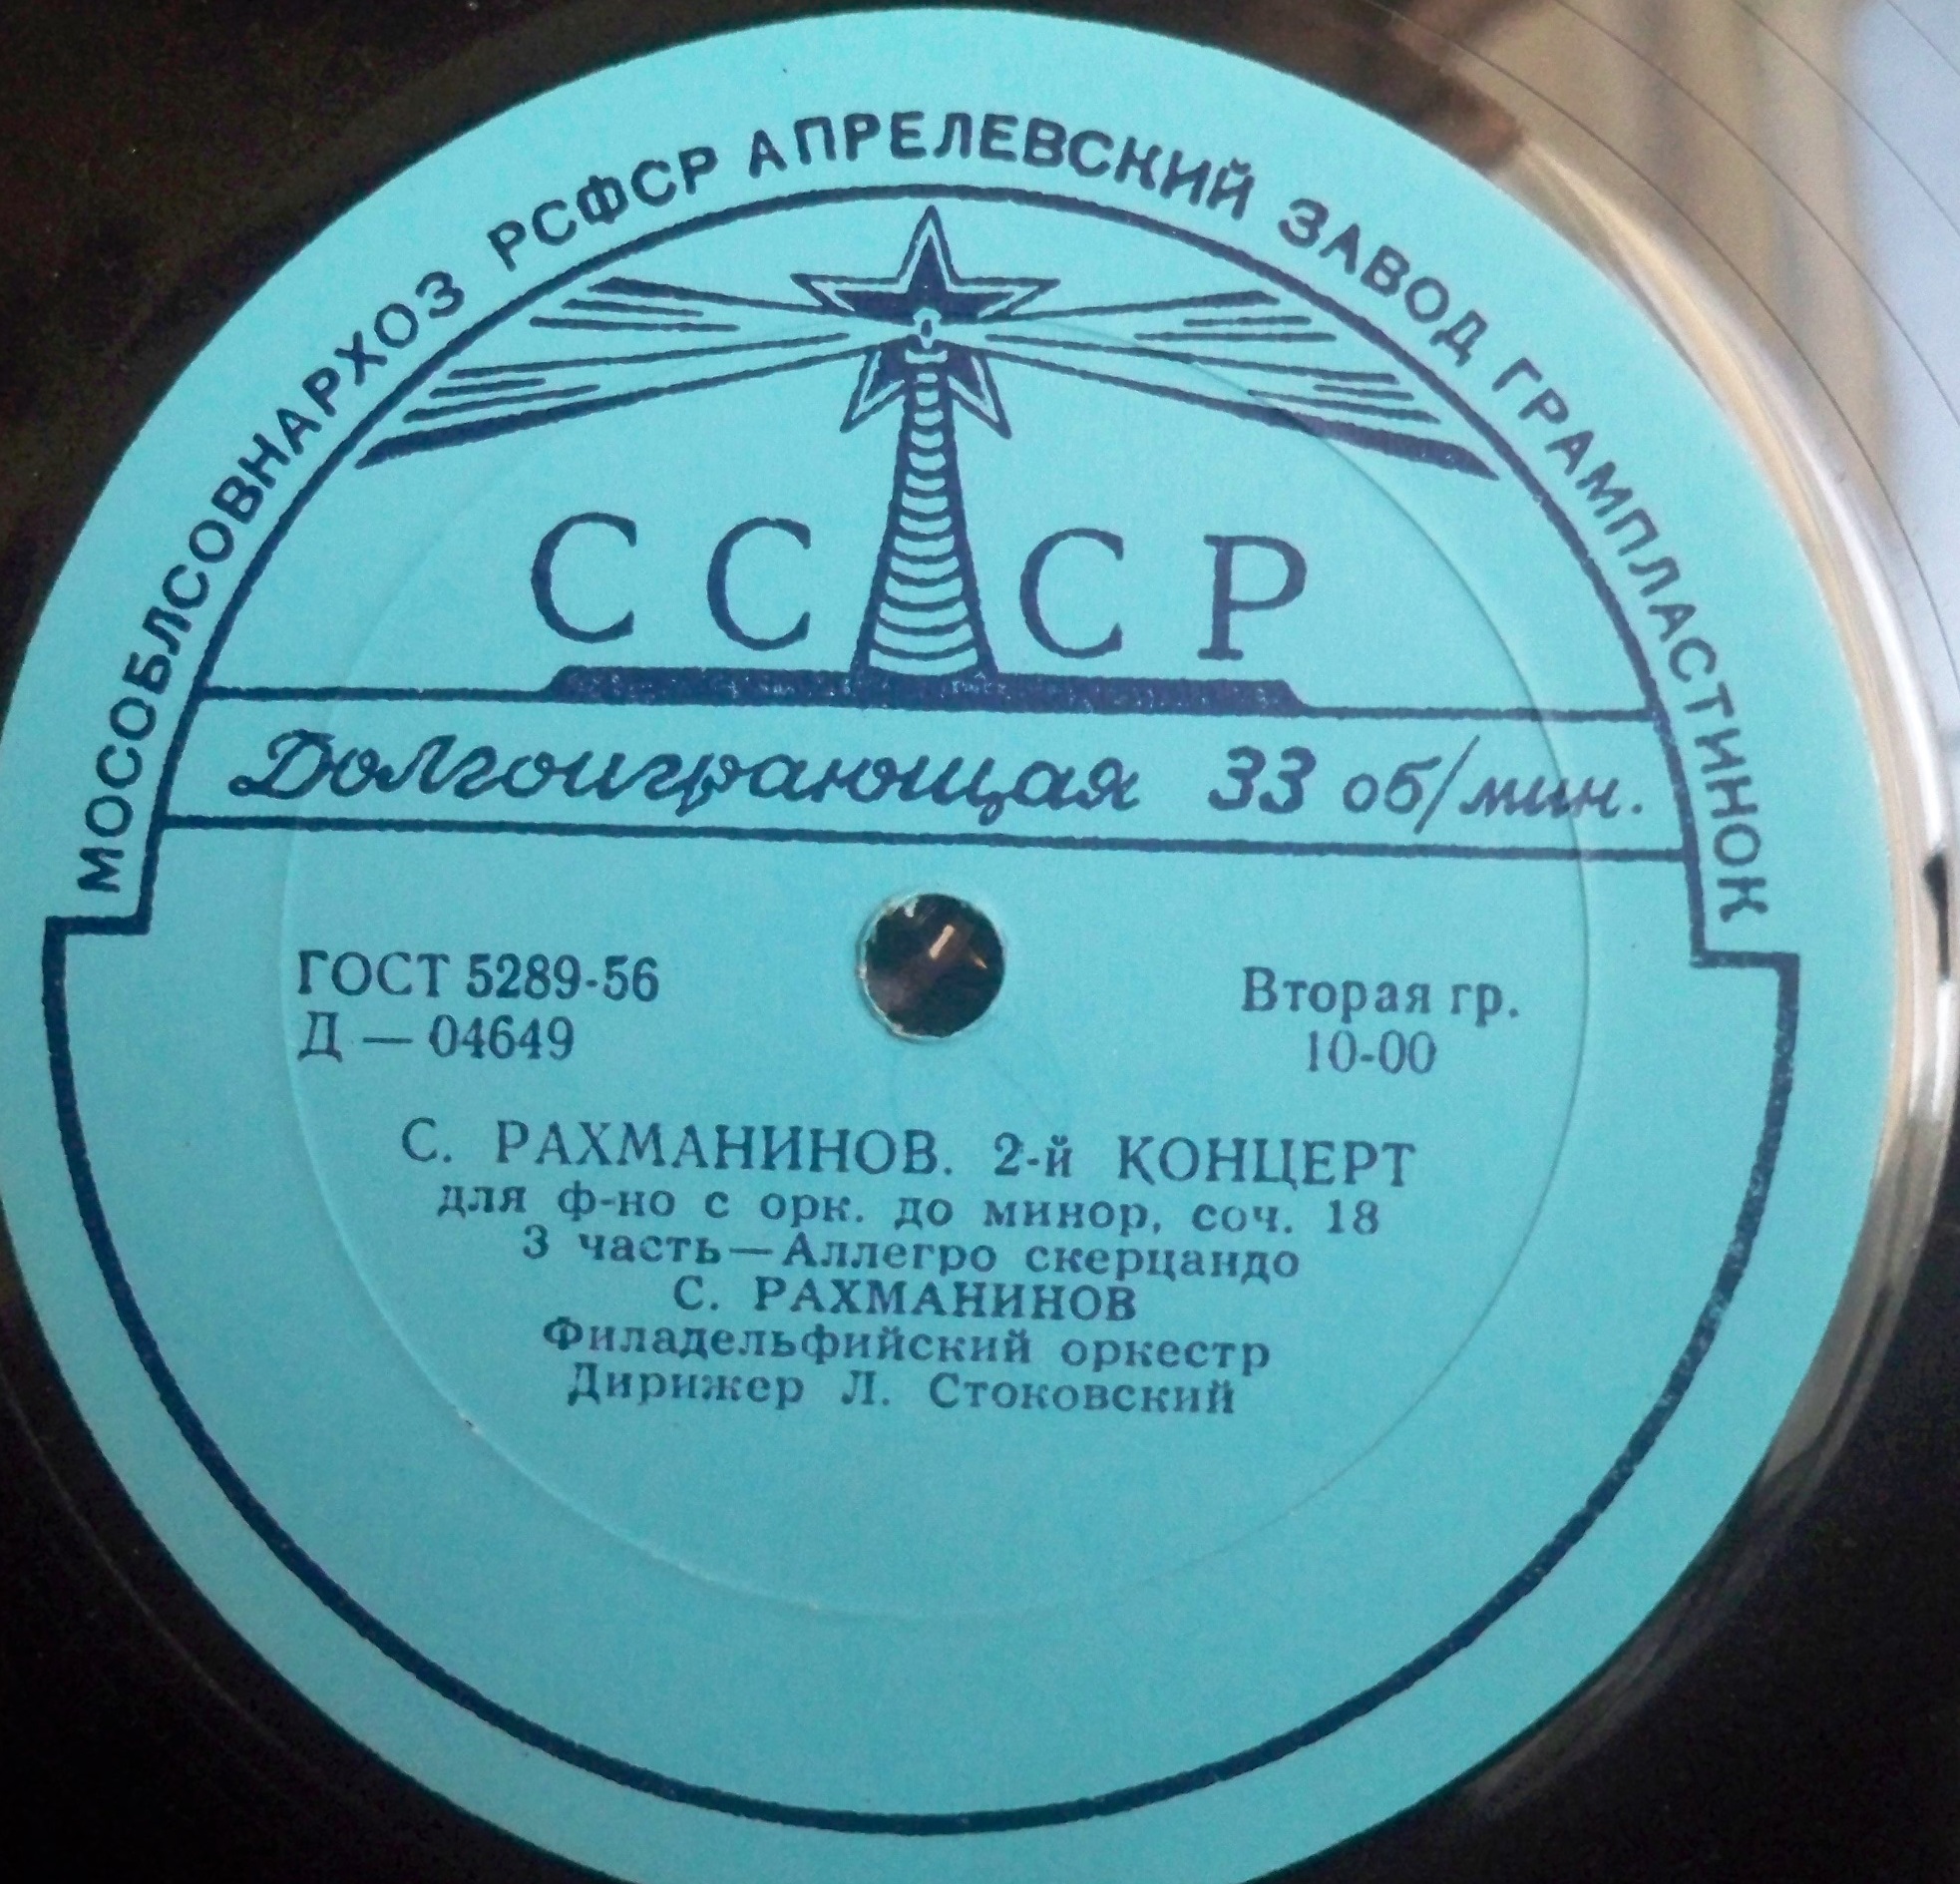 МОСОБЛСОВНАРХОЗ РСФСР АПРЕЛЕВСКИЙ ЗАВОД ГРАМПЛАСТИНОК
СССР
Долгоиграющая 33 об/мин.
ГОСТ 5289-56
Д — 04649
Вторая гр.
10-00
С. РАХМАНИНОВ. 2-й КОНЦЕРТ
для ф-но с орк. до минор, соч. 18
3 часть—Аллегро скерцандо
С. РАХМАНИНОВ
Филадельфийский оркестр
Дирижер Л. Стоковский